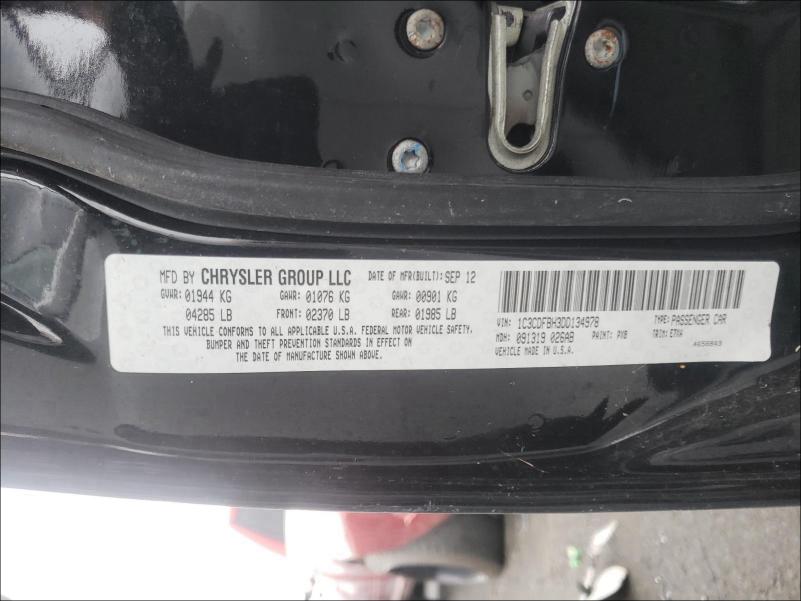 MFD BY CHRYSLER GROUP LLC DATE OF MFR(BUILT): SEP 12
GVWR: 01944 KG GAWR: 01076 KG GAWR: 00901 KG
04285 LB FRONT: 02370 LB REAR: 01985 LB
THIS VEHICLE CONFORMS TO ALL APPLICABLE U.S.A. FEDERAL MOTOR VEHICLE SAFETY,
BUMPER AND THEFT PREVENTION STANDARDS IN EFFECT ON
THE DATE OF MANUFACTURE SHOWN ABOVE.
VIN: 1C3CDFBH3DD134978 TYPE: PASSENGER CAR
MDH: 091319 026AB PAINT: PXB TRIM: E7XA
VEHICLE MADE IN U.S.A.